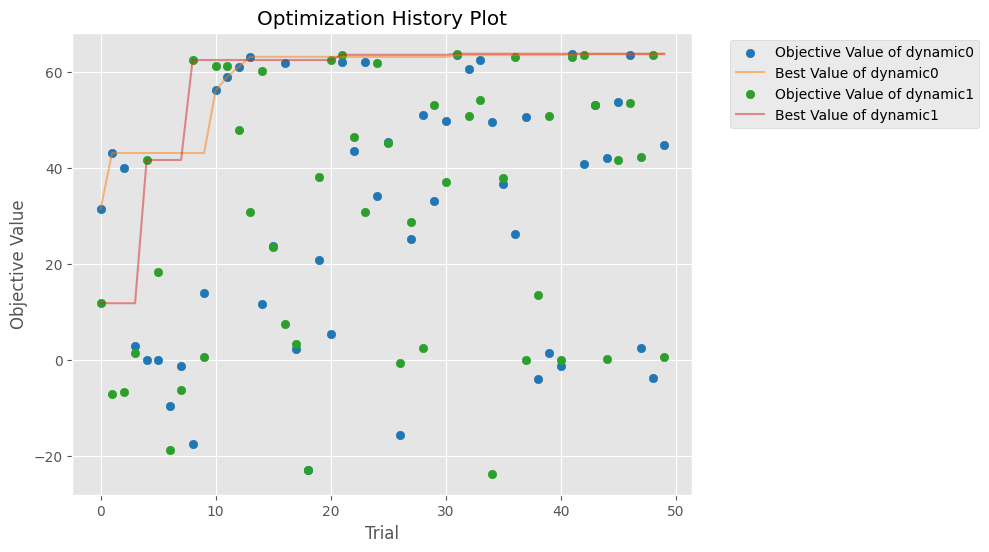 Optimization History Plot
Objective Value
60
40
20
0
−20
0 10 20 30 40 50
Trial
Objective Value of dynamic0
Best Value of dynamic0
Objective Value of dynamic1
Best Value of dynamic1